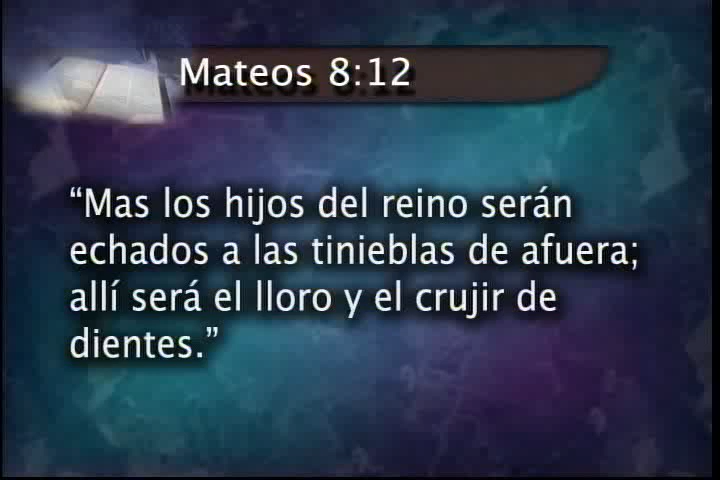 Mateos 8:12
“Mas los hijos del reino serán
echados a las tinieblas de afuera;
allí será el lloro y el crujir de
dientes.”